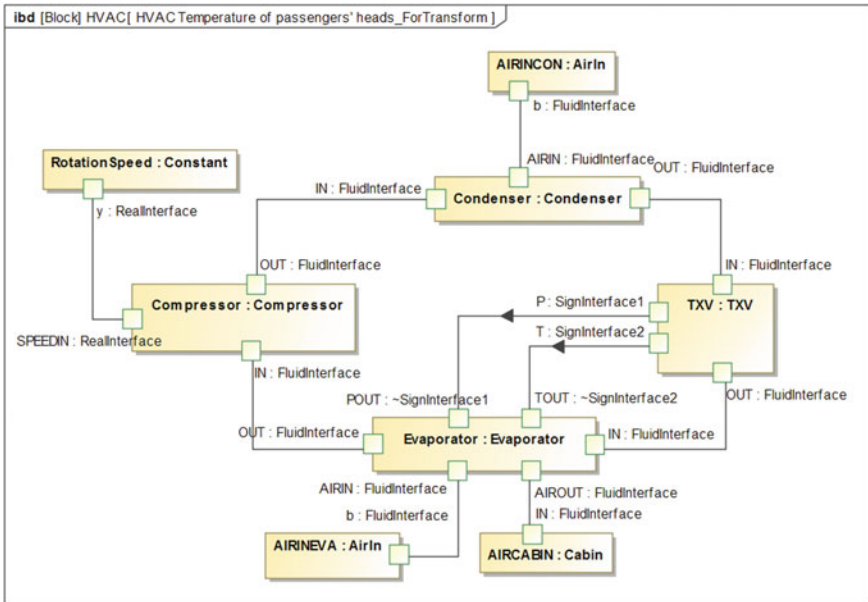 ibd [Block] HVAC[ HVAC Temperature of passengers' heads_ForTransform ]
AIRINCON : AirIn
b : FluidInterface
RotationSpeed : Constant
y : RealInterface
AIRIN : FluidInterface
OUT : FluidInterface
IN : FluidInterface
Condenser : Condenser
OUT : FluidInterface
IN : FluidInterface
Compressor : Compressor
P : SignInterface1
TXV : TXV
T : SignInterface2
SPEEDIN : RealInterface
IN : FluidInterface
POUT : ~SignInterface1
TOUT : ~SignInterface2
OUT : FluidInterface
OUT : FluidInterface
Evaporator : Evaporator
IN : FluidInterface
AIRIN : FluidInterface
AIROUT : FluidInterface
b : FluidInterface
IN : FluidInterface
AIRINEVA : AirIn
AIRCABIN : Cabin